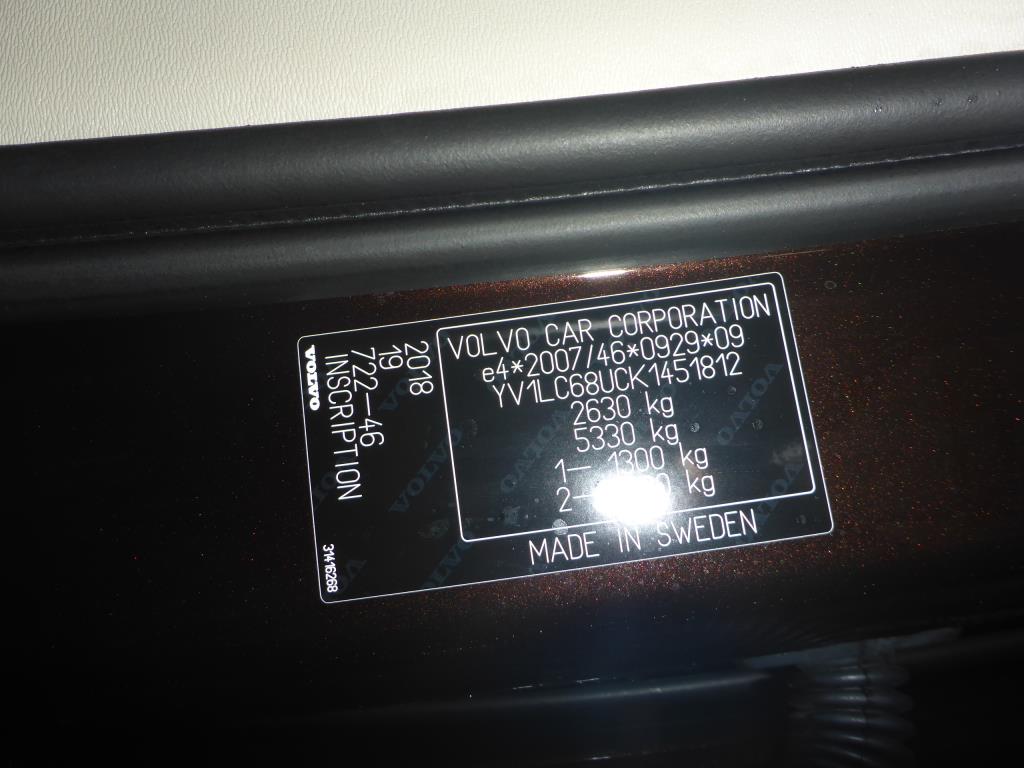 VOLVO CAR CORPORATION
e4*2007/46*0929*09
YV1LC68UCK1451812
2630 kg
5330 kg
1– 1300 kg
2– kg
MADE IN SWEDEN
2018
19
722–46
INSCRIPTION
VOLVO
31416268